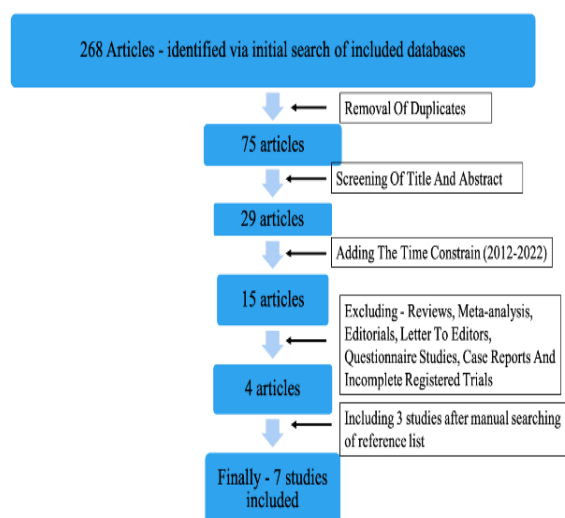 268 Articles - identified via initial search of included databases
Removal Of Duplicates
75 articles
Screening Of Title And Abstract
29 articles
Adding The Time Constrain (2012-2022)
15 articles
Excluding - Reviews, Meta-analysis,
Editorials, Letter To Editors,
Questionnaire Studies, Case Reports And
Incomplete Registered Trials
4 articles
Including 3 studies after manual searching
of reference list
Finally - 7 studies
included